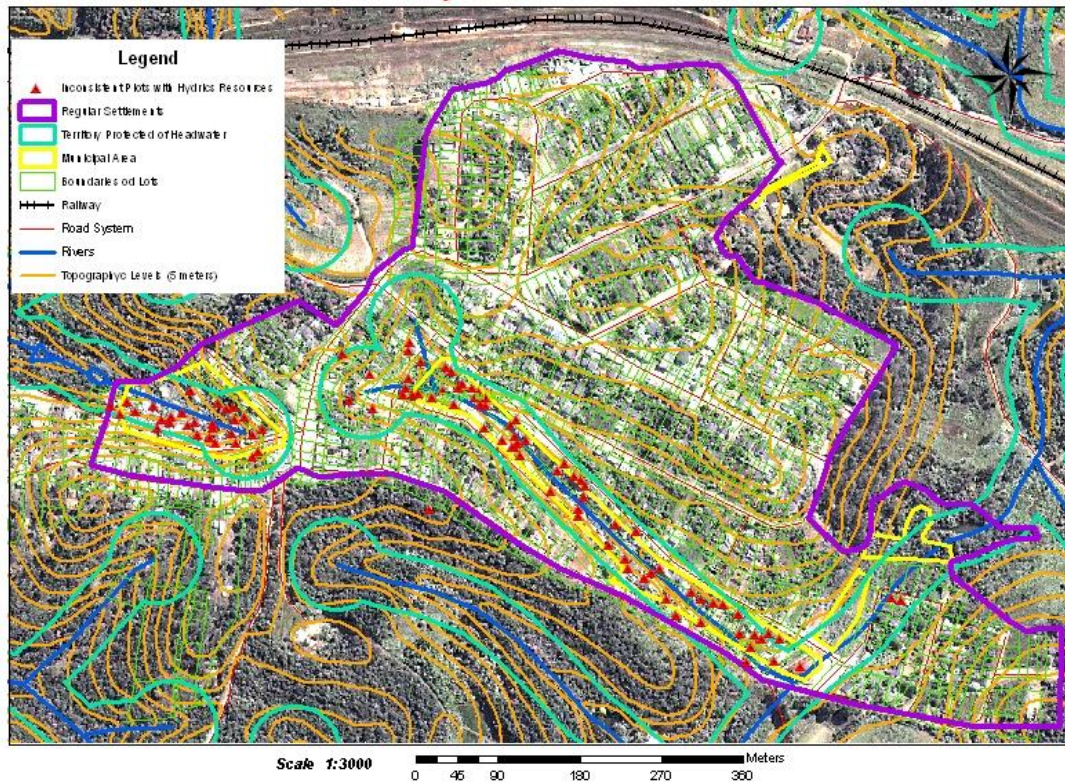 Legend
Inconsistent Plots with Hydrics Resources
Regular Settlements
Territory Protected of Headwater
Municipal Area
Boundaries od Lots
Railway
Road System
Rivers
Topographyc Levels (5 meters)
Scale 1:3000
Meters
0 45 90 180 270 360